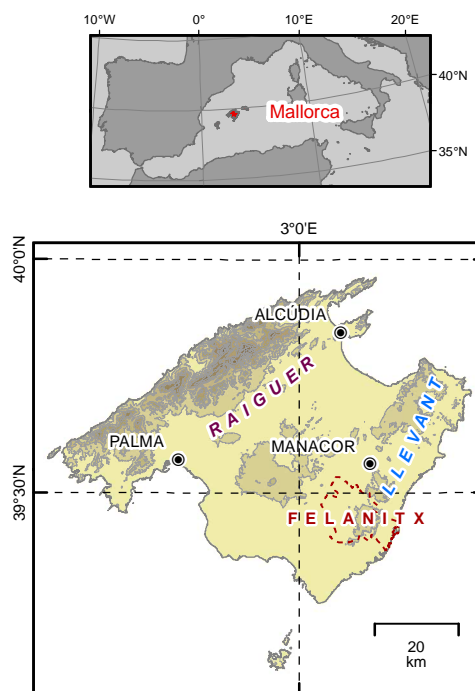 10°W 0° 10°E 20°E
40°N
Mallorca
35°N
3°0'E
40°0'N
ALCÚDIA
RAIGUER
LLEVANT
PALMA
MANACOR
39°30'N
FELANITX
20
km